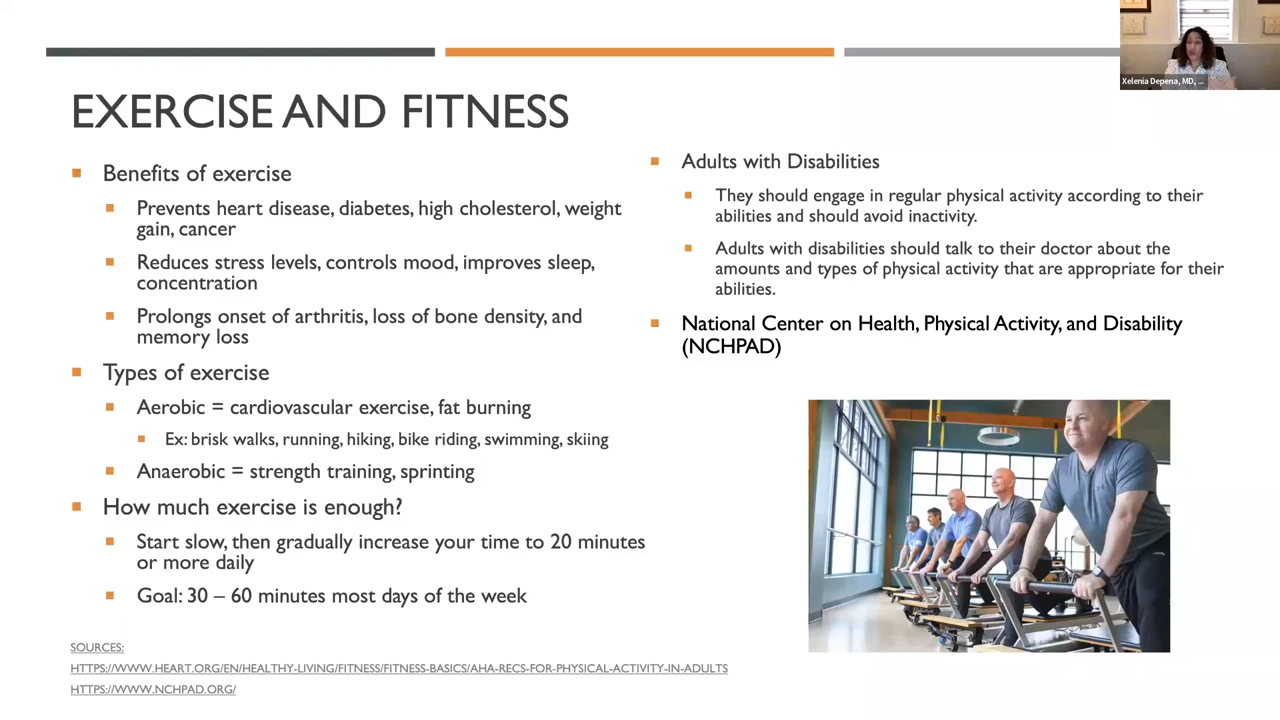 EXERCISE AND FITNESS
Benefits of exercise
Prevents heart disease, diabetes, high cholesterol, weight
gain, cancer
Reduces stress levels, controls mood, improves sleep,
concentration
Prolongs onset of arthritis, loss of bone density, and
memory loss
Types of exercise
Aerobic = cardiovascular exercise, fat burning
Ex: brisk walks, running, hiking, bike riding, swimming, skiing
Anaerobic = strength training, sprinting
How much exercise is enough?
Start slow, then gradually increase your time to 20 minutes
or more daily
Goal: 30 – 60 minutes most days of the week
SOURCES:
HTTPS://WWW.HEART.ORG/EN/HEALTHY-LIVING/FITNESS/FITNESS-BASICS/AHA-RECS-FOR-PHYSICAL-ACTIVITY-IN-ADULTS
HTTPS://WWW.NCHPAD.ORG/
Adults with Disabilities
They should engage in regular physical activity according to their
abilities and should avoid inactivity.
Adults with disabilities should talk to their doctor about the
amounts and types of physical activity that are appropriate for their
abilities.
National Center on Health, Physical Activity, and Disability
(NCHPAD)
Xelenia Depena, MD, ...